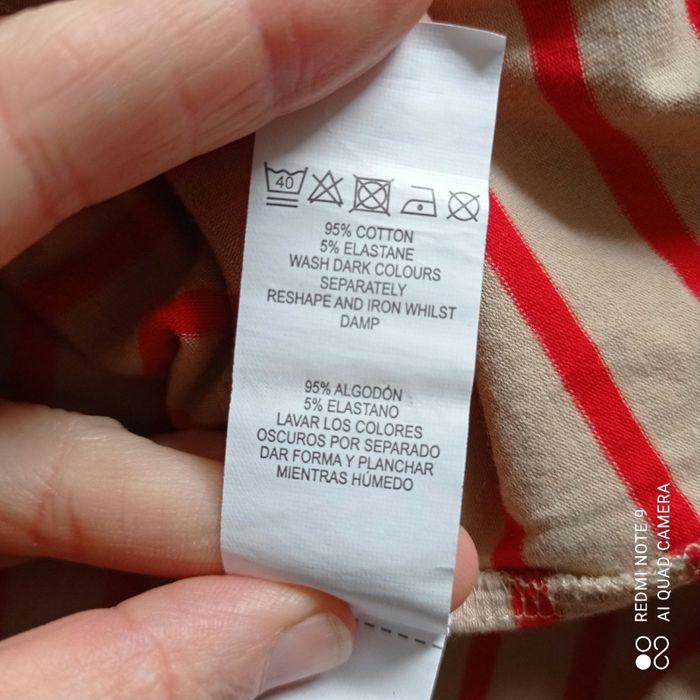 40
95% COTTON
5% ELASTANE
WASH DARK COLOURS
SEPARATELY
RESHAPE AND IRON WHILST
DAMP
95% ALGODÓN
5% ELASTANO
LAVAR LOS COLORES
OSCUROS POR SEPARADO
DAR FORMA Y PLANCHAR
MIENTRAS HÚMEDO
REDMI NOTE 9
AI QUAD CAMERA